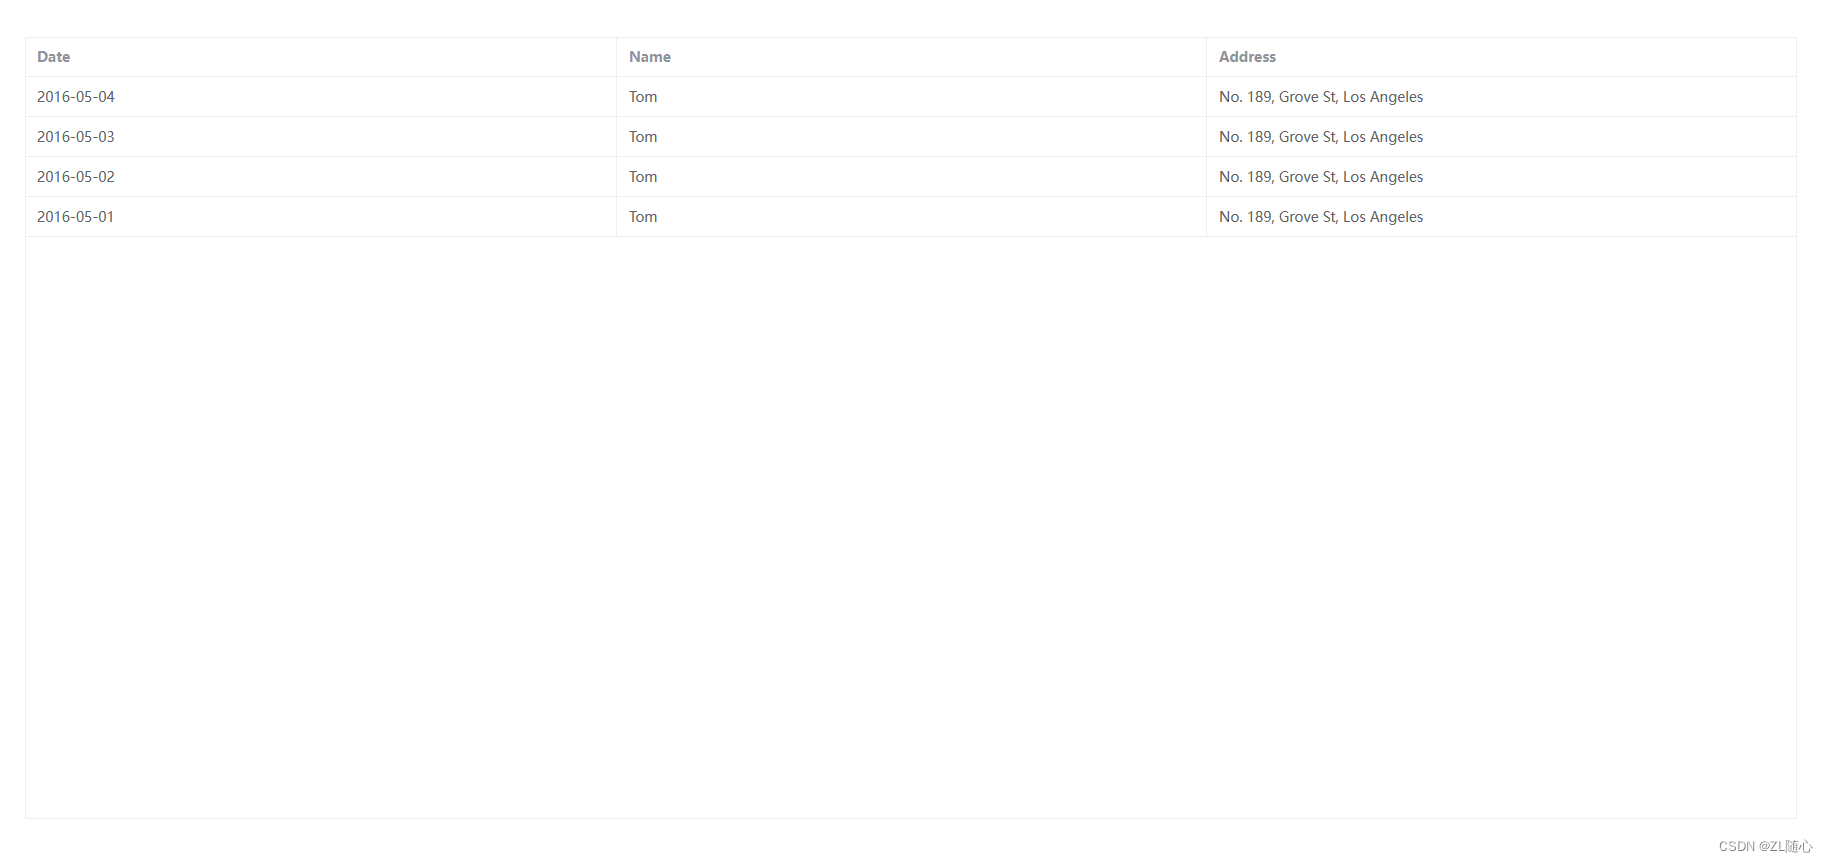 Date Name Address
2016-05-04 Tom No. 189, Grove St, Los Angeles
2016-05-03 Tom No. 189, Grove St, Los Angeles
2016-05-02 Tom No. 189, Grove St, Los Angeles
2016-05-01 Tom No. 189, Grove St, Los Angeles
CSDN @ZL随心